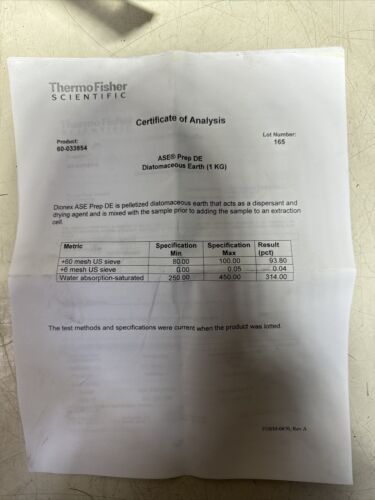 ThermoFisher
SCIENTIFIC
Certificate of Analysis
Product:
60-033854
Lot Number:
165
ASE® Prep DE
Diatomaceous Earth (1 KG)
Dionex ASE Prep DE is pelletized diatomaceous earth that acts as a dispersant and
drying agent and is mixed with the sample prior to adding the sample to an extraction
cell.
Metric Specification Min Specification Max Result (pct)
+60 mesh US sieve 80.00 100.00 93.80
+6 mesh US sieve 0.00 0.05 0.04
Water absorption-saturated 250.00 450.00 314.00
The test methods and specifications were current when the product was lotted.
Rev A